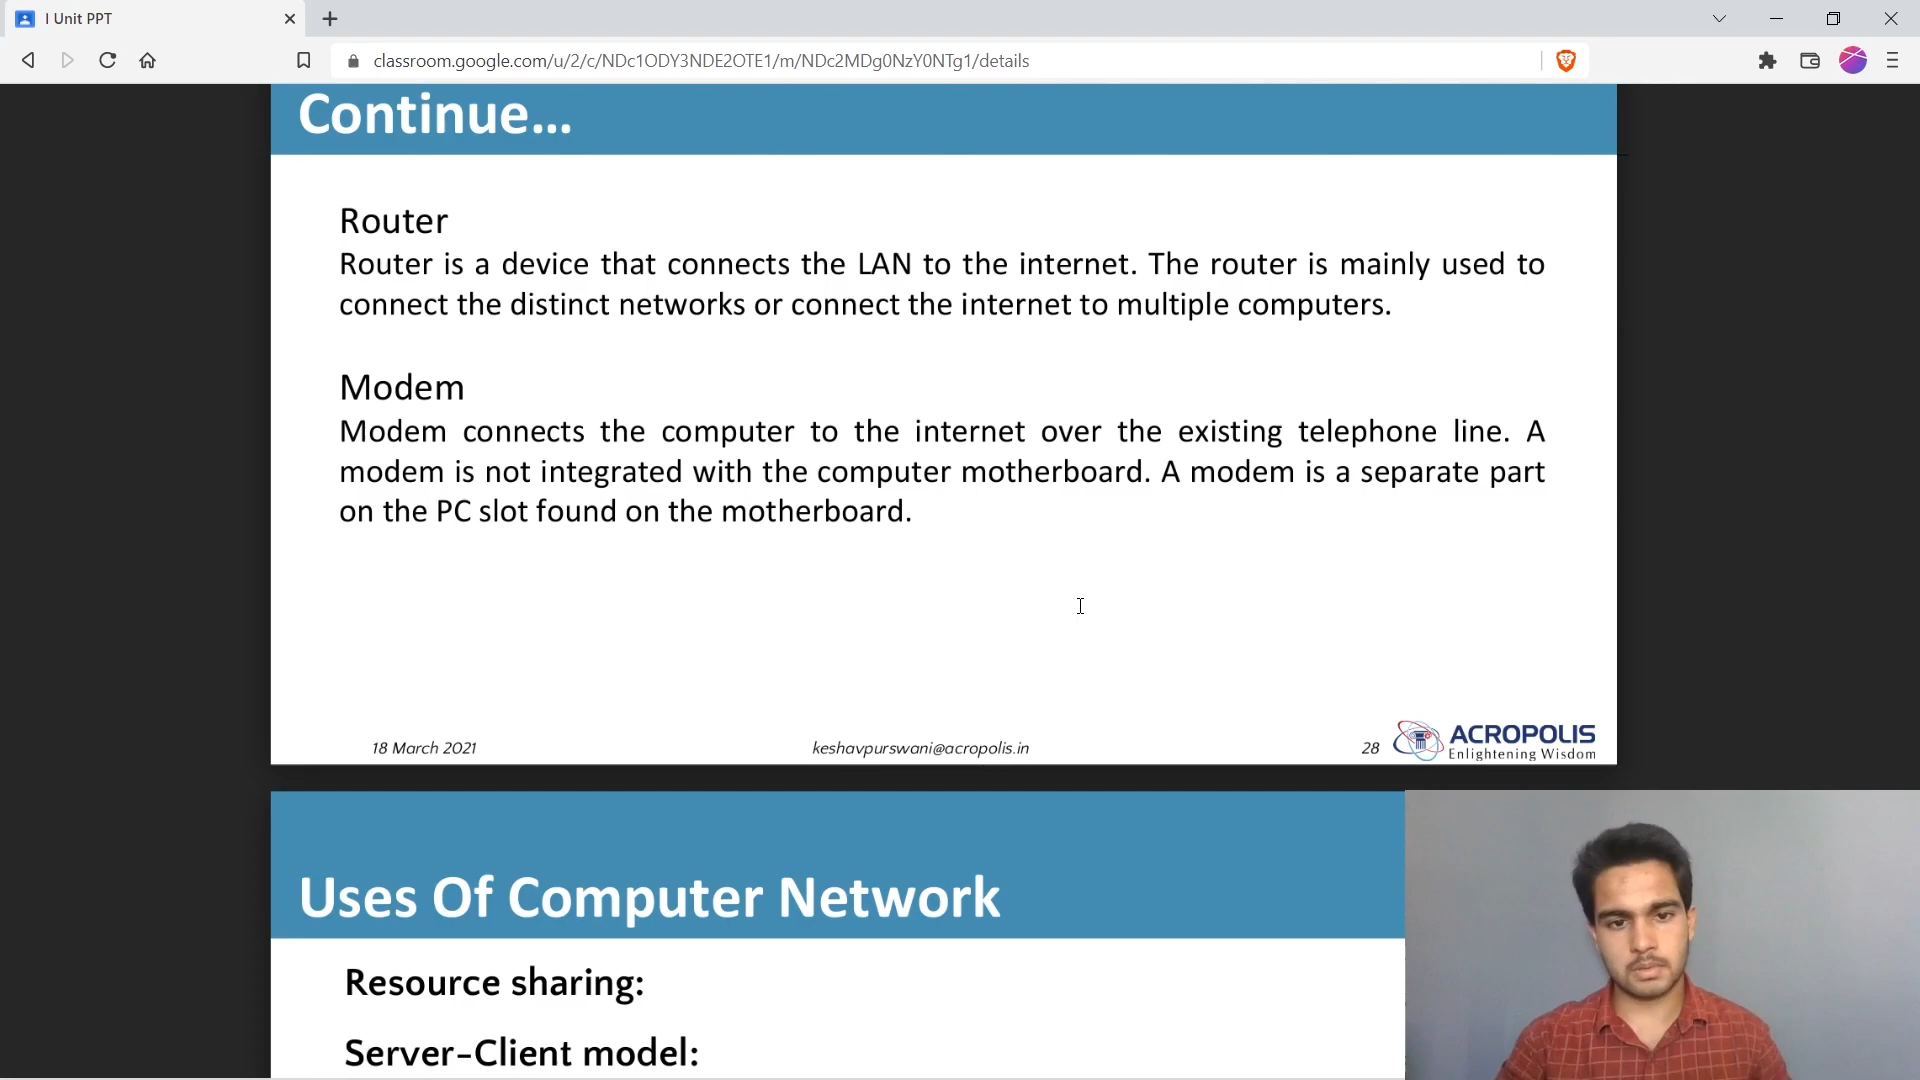 I Unit PPT
classroom.google.com/u/2/c/NDc1ODY3NDE2OTE1/m/NDc2MDg0NzY0NTg1/details
Continue...
Router
Router is a device that connects the LAN to the internet. The router is mainly used to
connect the distinct networks or connect the internet to multiple computers.
Modem
Modem connects the computer to the internet over the existing telephone line. A
modem is not integrated with the computer motherboard. A modem is a separate part
on the PC slot found on the motherboard.
18 March 2021
keshavpurswani@acropolis.in
28
ACROPOLIS
Enlightening Wisdom
Uses Of Computer Network
Resource sharing:
Server-Client model: